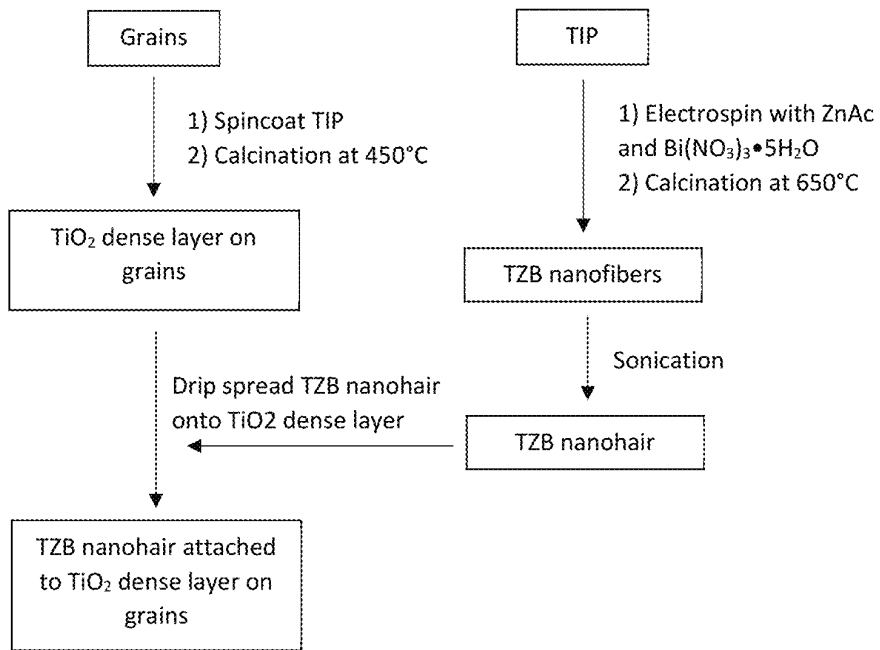 Grains
TIP
1) Spincoat TIP
2) Calcination at 450°C
1) Electrospin with ZnAc
and Bi(NO₃)₃•5H₂O
2) Calcination at 650°C
TiO₂ dense layer on
grains
TZB nanofibers
Sonication
Drip spread TZB nanohair
onto TiO2 dense layer
TZB nanohair
TZB nanohair attached
to TiO₂ dense layer on
grains